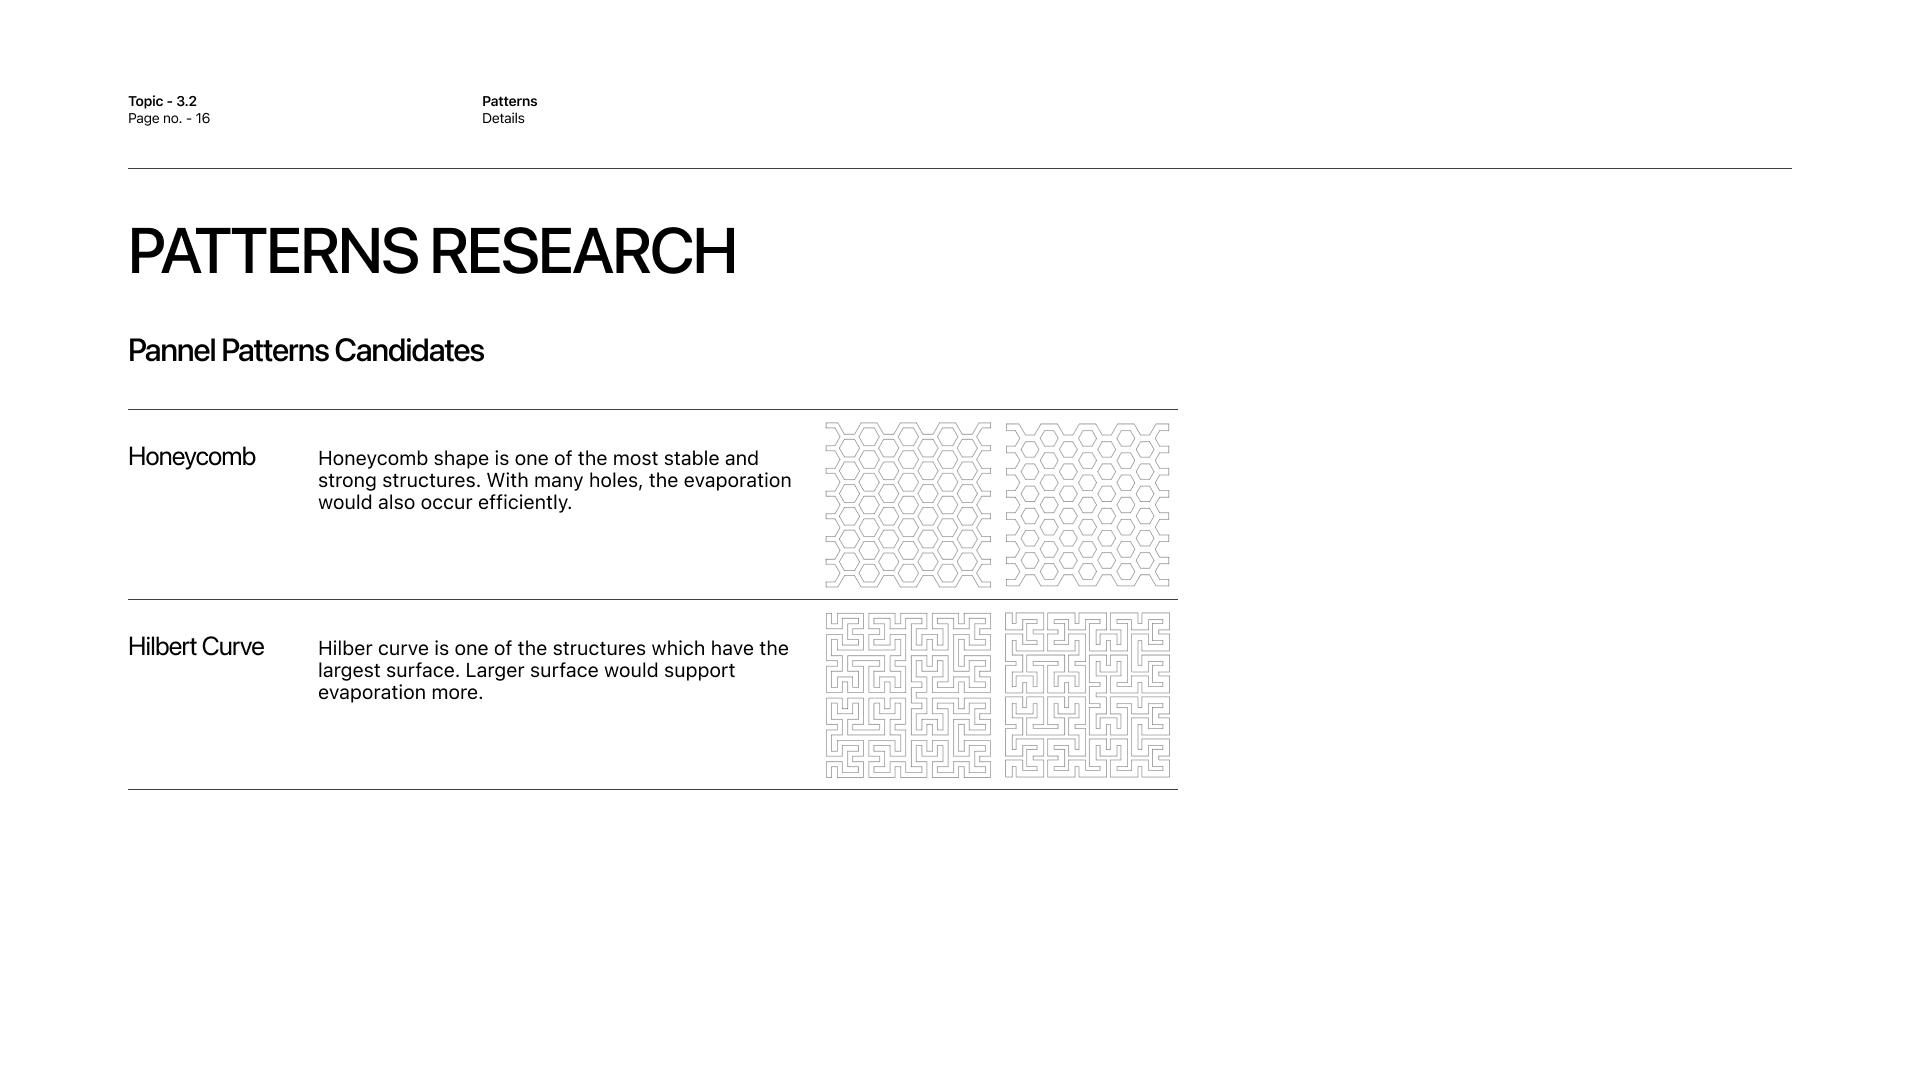 Topic - 3.2
Page no. - 16
Patterns
Details
PATTERNS RESEARCH
Pannel Patterns Candidates
Honeycomb
Honeycomb shape is one of the most stable and
strong structures. With many holes, the evaporation
would also occur efficiently.
Hilbert Curve
Hilber curve is one of the structures which have the
largest surface. Larger surface would support
evaporation more.